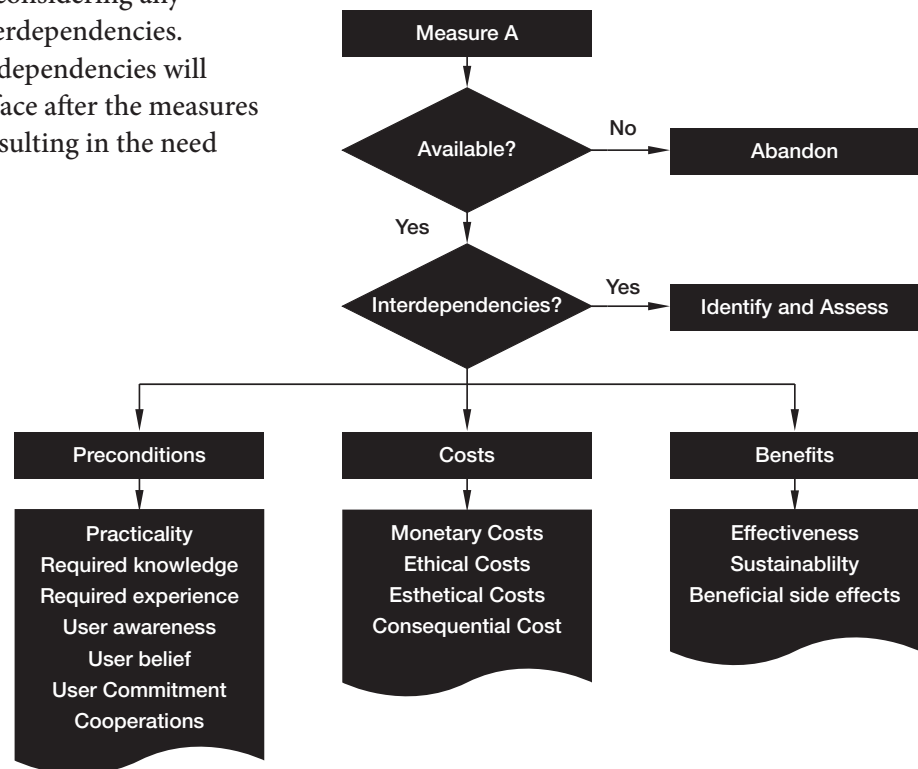 considering any
erdependencies.
dependencies will
face after the measures
sulting in the need
Measure A
Available?
No
Abandon
Yes
Interdependencies?
Yes
Identify and Assess
Preconditions
Costs
Benefits
Practicality
Required knowledge
Required experience
User awareness
User belief
User Commitment
Cooperations
Monetary Costs
Ethical Costs
Esthetical Costs
Consequential Cost
Effectiveness
Sustainablilty
Beneficial side effects